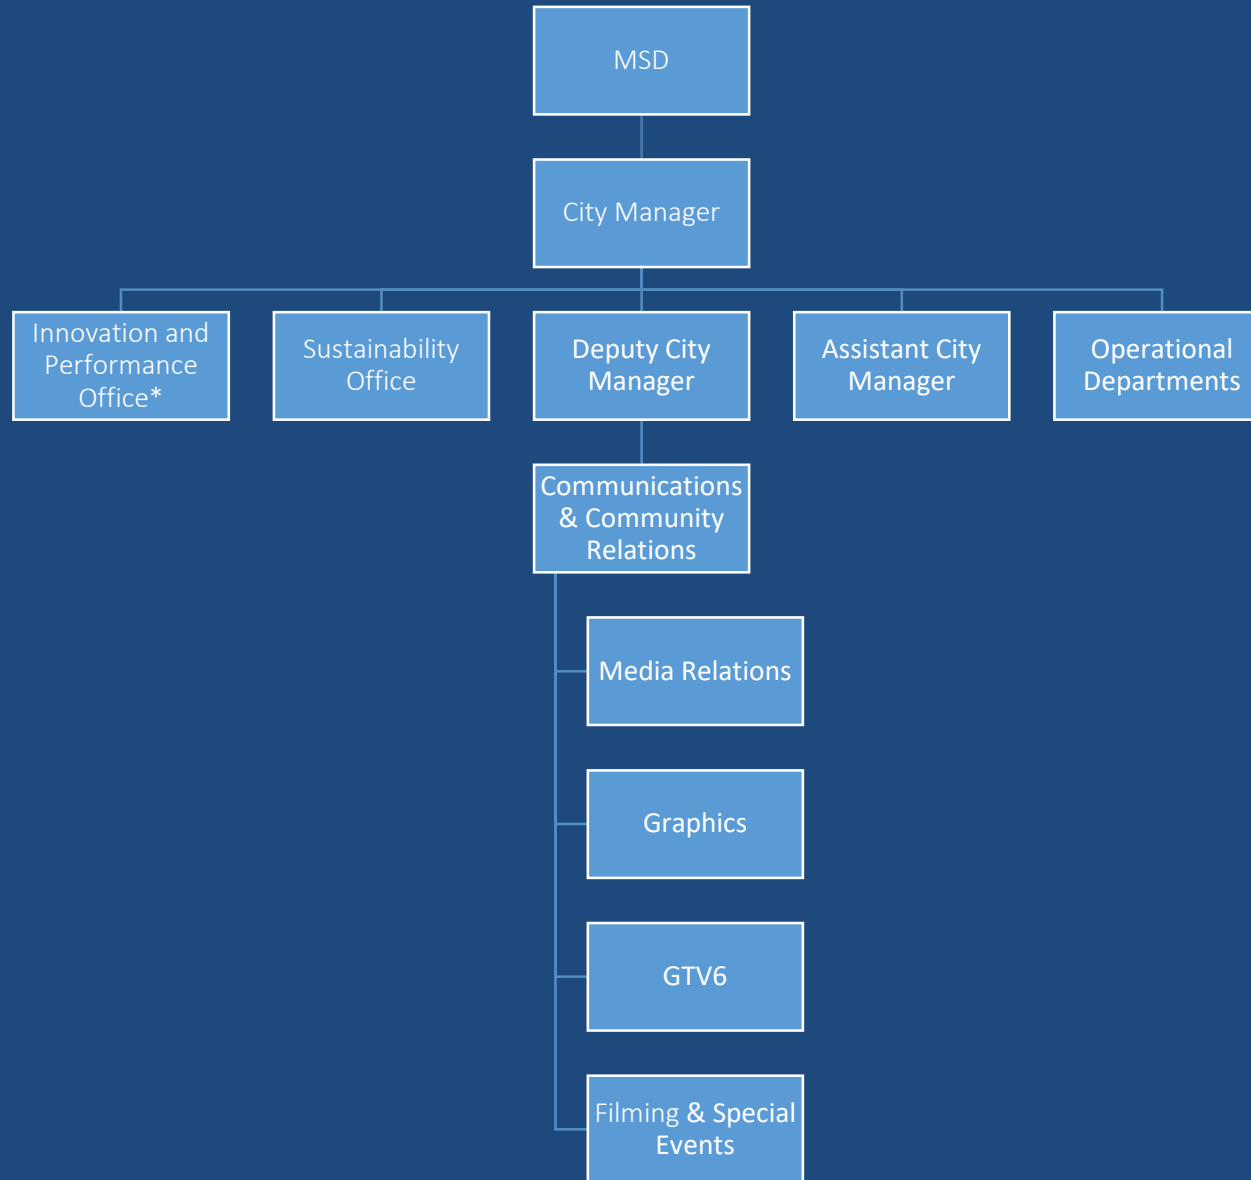 MSD
City Manager
Innovation and
Performance
Office*
Sustainability
Office
Deputy City
Manager
Assistant City
Manager
Operational
Departments
Communications
& Community
Relations
Media Relations
Graphics
GTV6
Filming & Special
Events